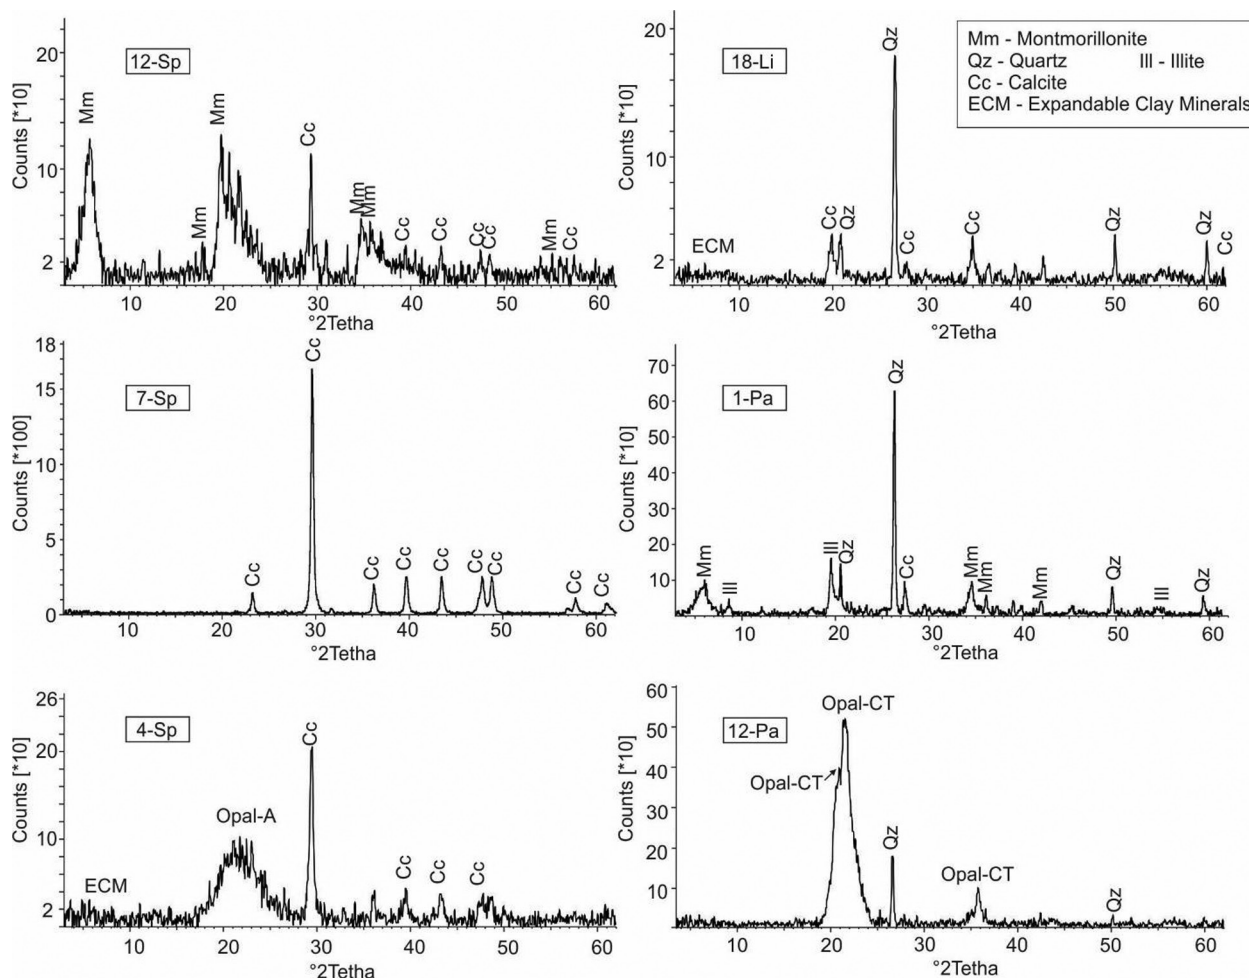 12-Sp
Counts [*10]
20
10
2
Mm
Mm
Mm
Cc
Mm
Mm
Cc
Cc
Cc
Cc
Mm
Cc
10 20 30 40 50 60
°2Tetha
18-Li
Counts [*10]
20
10
2
ECM
Cc
Qz
Qz
Cc
Cc
Qz
Qz
Cc
10 20 30 40 50 60
°2Tetha
Mm - Montmorillonite
Qz - Quartz Ill - Illite
Cc - Calcite
ECM - Expandable Clay Minerals
7-Sp
Counts [*100]
18
15
10
5
0
Cc
Cc
Cc
Cc
Cc
Cc
Cc
Cc
Cc
10 20 30 40 50 60
°2Tetha
1-Pa
Counts [*10]
70
60
50
40
30
20
10
Mm
Ill
Ill
Qz
Qz
Cc
Mm
Mm
Mm
Qz
Ill
Qz
10 20 30 40 50 60
°2Tetha
4-Sp
Counts [*10]
26
20
10
2
ECM
Opal-A
Cc
Cc
Cc
Cc
10 20 30 40 50 60
°2Tetha
12-Pa
Counts [*10]
60
50
40
30
20
10
Opal-CT
Opal-CT
Qz
Opal-CT
Qz
10 20 30 40 50 60
°2Tetha